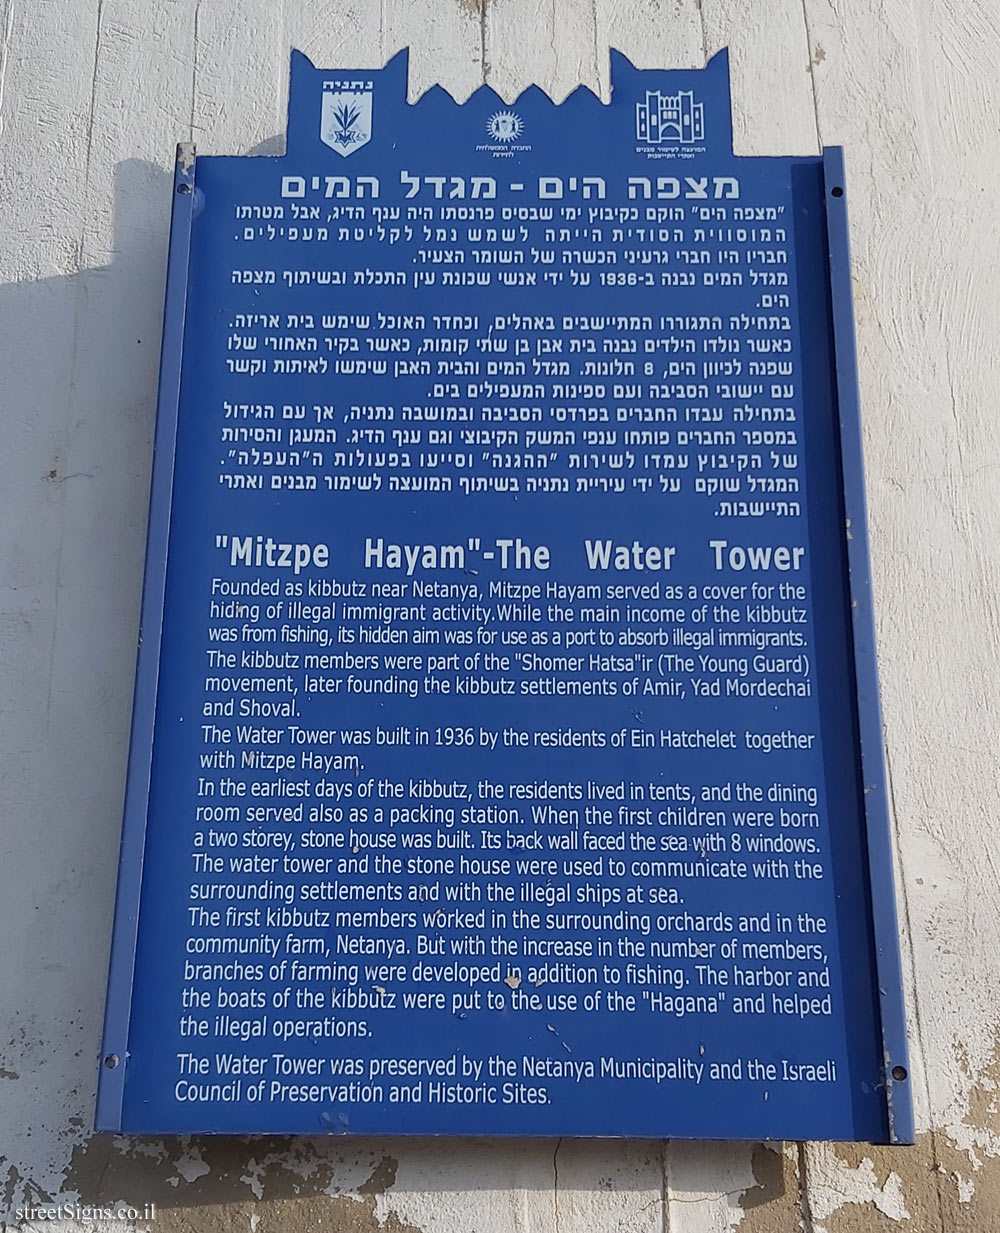 נתניה
החברה הממשלתית
לתיירות
המועצה לשימור מבנים
ואתרי התיישבות
מצפה הים - מגדל המים
"מצפה הים" הוקם כקיבוץ ימי שבסיס פרנסתו היה ענף הדיג, אבל מטרתו
המוסווית הסודית הייתה לשמש נמל לקליטת מעפילים.
חבריו היו חברי גרעיני הכשרה של השומר הצעיר.
מגדל המים נבנה ב-1936 על ידי אנשי שכונת עין התכלת ובשיתוף מצפה
הים.
בתחילה התגוררו המתיישבים באהלים, וכחדר האוכל שימש בית אריזה.
כאשר נולדו הילדים נבנה בית אבן בן שתי קומות, כאשר בקיר האחורי שלו
שפנה לכיוון הים, 8 חלונות. מגדל המים והבית האבן שימשו לאיתות וקשר
עם יישובי הסביבה ועם ספינות המעפילים בים.
בתחילה עבדו החברים בפרדסי הסביבה ובמושבה נתניה, אך עם הגידול
במספר החברים פותחו ענפי המשק הקיבוצי וגם ענף הדיג. המעגן והסירות
של הקיבוץ עמדו לשירות "ההגנה" וסייעו בפעולות ה"העפלה".
המגדל שוקם על ידי עיריית נתניה בשיתוף המועצה לשימור מבנים ואתרי
התיישבות.
"Mitzpe Hayam"-The Water Tower
Founded as kibbutz near Netanya, Mitzpe Hayam served as a cover for the
hiding of illegal immigrant activity.While the main income of the kibbutz
was from fishing, its hidden aim was for use as a port to absorb illegal immigrants.
The kibbutz members were part of the "Shomer Hatsa"ir (The Young Guard)
movement, later founding the kibbutz settlements of Amir, Yad Mordechai
and Shoval.
The Water Tower was built in 1936 by the residents of Ein Hatchelet together
with Mitzpe Hayam.
In the earliest days of the kibbutz, the residents lived in tents, and the dining
room served also as a packing station. When the first children were born
a two storey, stone house was built. Its back wall faced the sea with 8 windows.
The water tower and the stone house were used to communicate with the
surrounding settlements and with the illegal ships at sea.
The first kibbutz members worked in the surrounding orchards and in the
community farm, Netanya. But with the increase in the number of members,
branches of farming were developed in addition to fishing. The harbor and
the boats of the kibbutz were put to the use of the "Hagana" and helped
the illegal operations.
The Water Tower was preserved by the Netanya Municipality and the Israeli
Council of Preservation and Historic Sites.
streetSigns.co.il